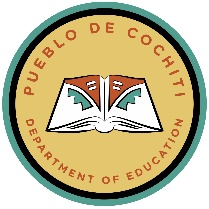 PUEBLO DE COCHITI
DEPARTMENT OF EDUCATION